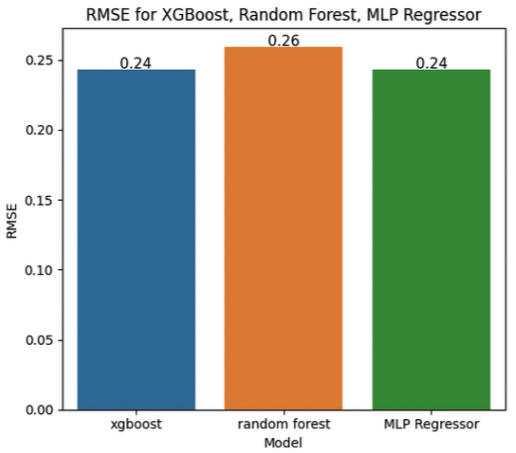 RMSE for XGBoost, Random Forest, MLP Regressor
0.26
0.24
0.24
0.25
0.20
0.15
0.10
0.05
0.00
RMSE
xgboost random forest MLP Regressor
Model